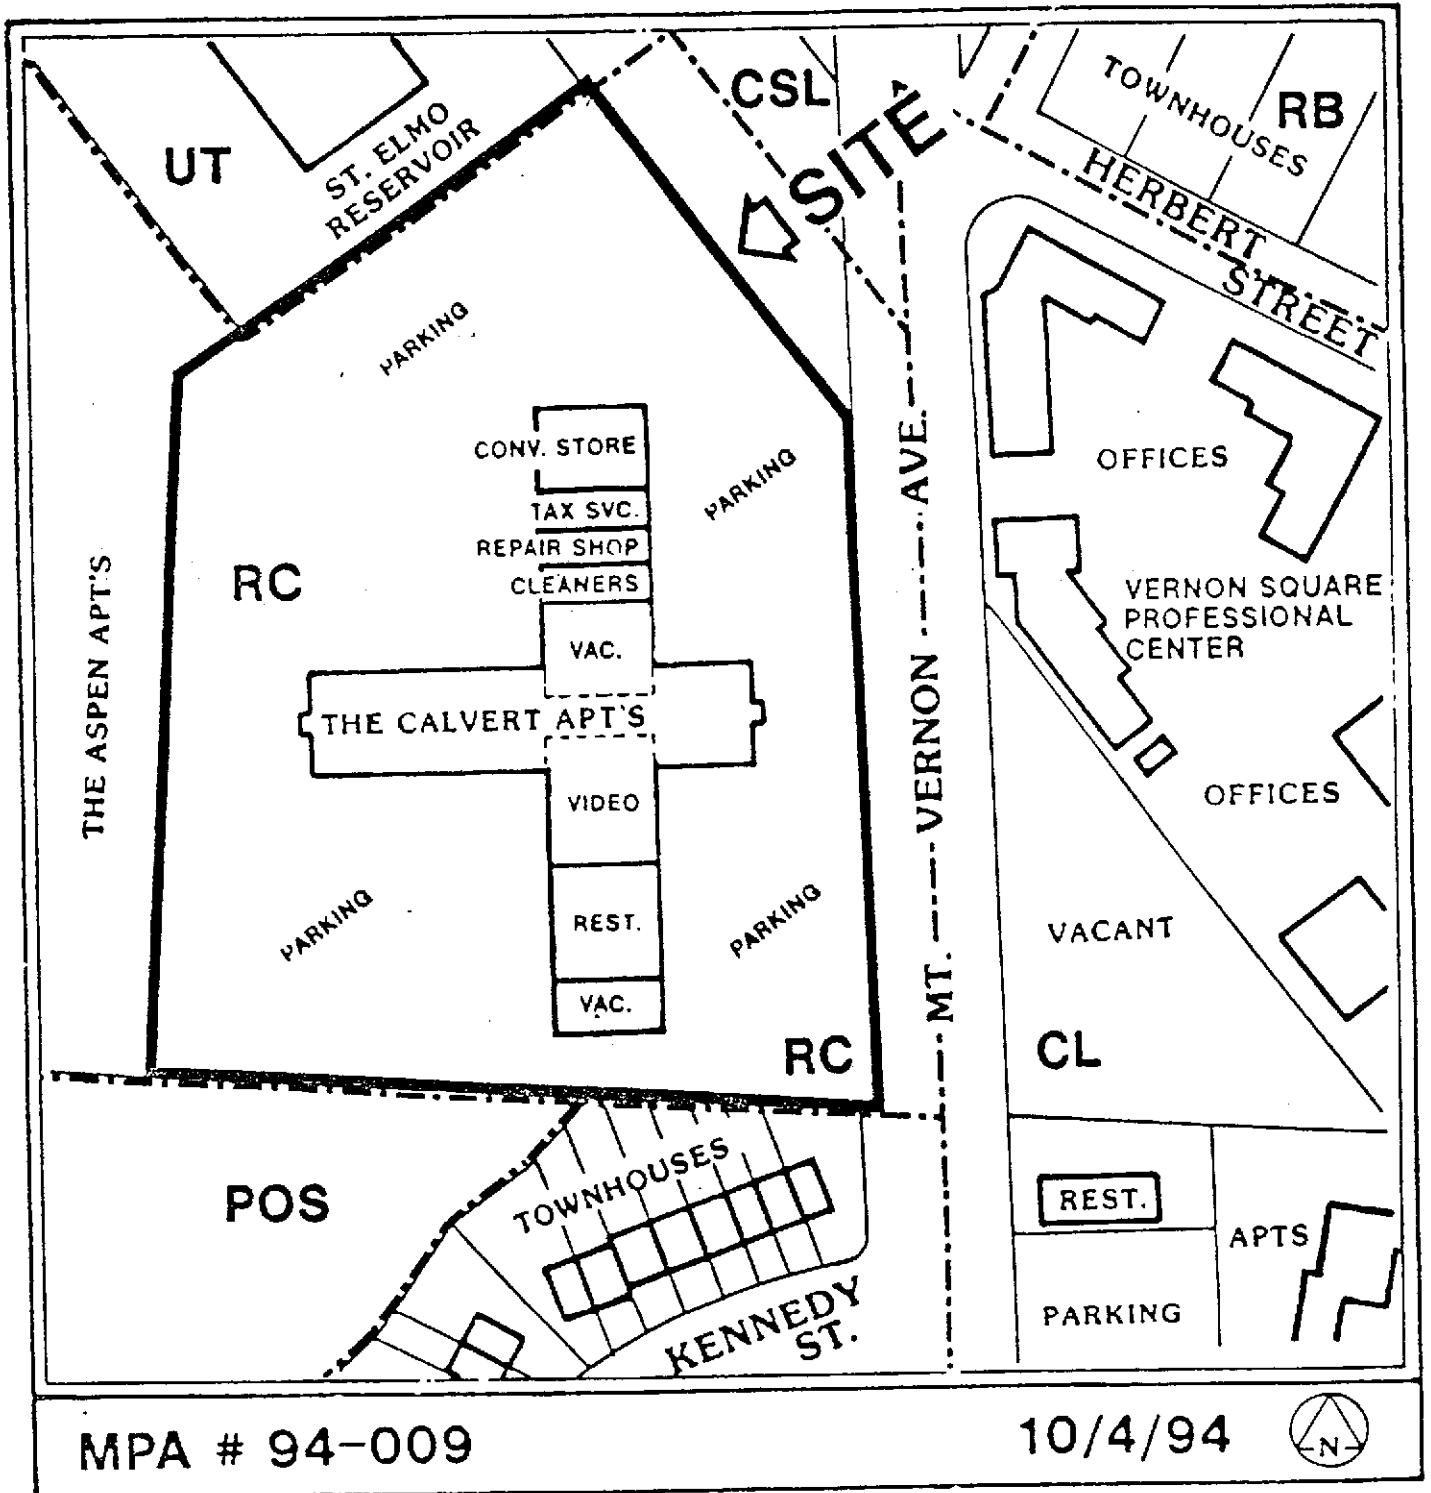 CSL
TOWNHOUSES
RB
UT
ST. ELMO
RESERVOIR
SITE
HERBERT
STREET
PARKING
CONV. STORE
PARKING
OFFICES
TAX SVC.
REPAIR SHOP
RC
CLEANERS
THE ASPEN APT'S
VERNON SQUARE
PROFESSIONAL
CENTER
VAC.
THE CALVERT APT'S
MT. VERNON AVE.
VIDEO
OFFICES
PARKING
REST.
PARKING
VACANT
VAC.
RC
CL
POS
TOWNHOUSES
REST.
APTS
KENNEDY
ST.
PARKING
MPA # 94-009
10/4/94
N